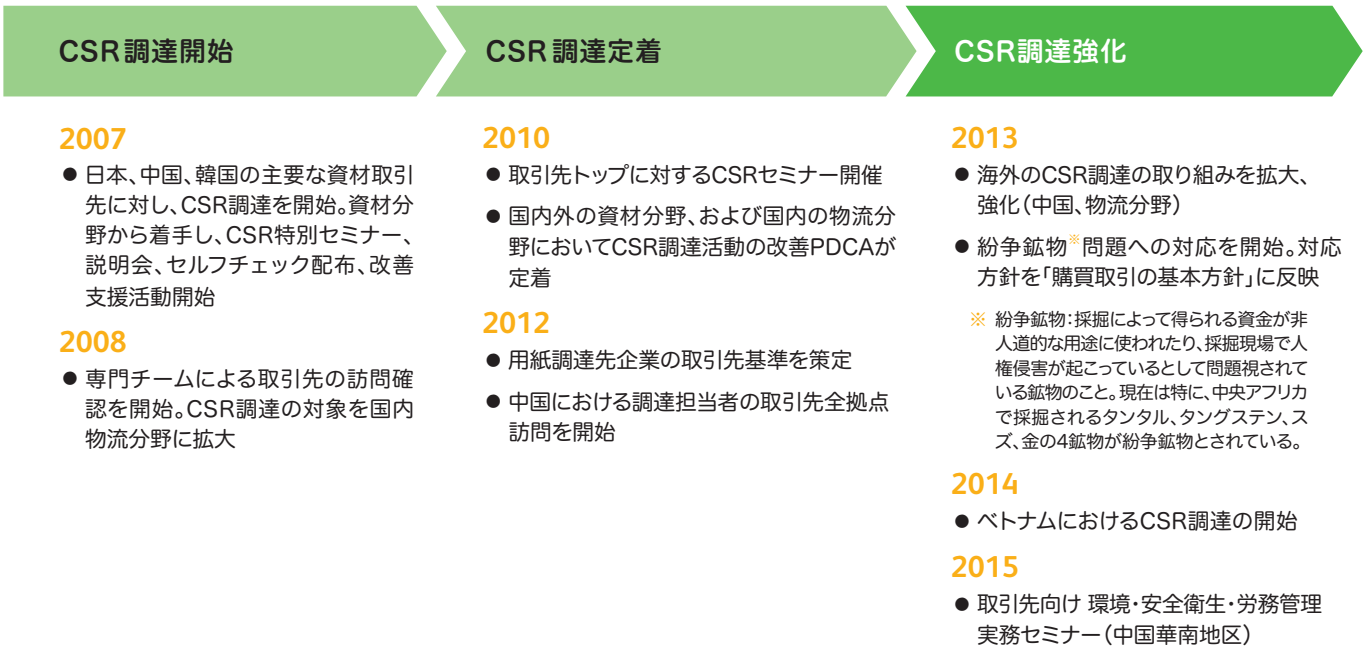 CSR調達開始
2007
● 日本、中国、韓国の主要な資材取引
先に対し、CSR調達を開始。資材分
野から着手し、CSR特別セミナー、
説明会、セルフチェック配布、改善
支援活動開始
2008
● 専門チームによる取引先の訪問確
認を開始。CSR調達の対象を国内
物流分野に拡大
CSR調達定着
2010
● 取引先トップに対するCSRセミナー開催
● 国内外の資材分野、および国内の物流分
野においてCSR調達活動の改善PDCAが
定着
2012
● 用紙調達先企業の取引先基準を策定
● 中国における調達担当者の取引先全拠点
訪問を開始
CSR調達強化
2013
● 海外のCSR調達の取り組みを拡大、
強化(中国、物流分野)
● 紛争鉱物※問題への対応を開始。対応
方針を「購買取引の基本方針」に反映
※ 紛争鉱物:採掘によって得られる資金が非
人道的な用途に使われたり、採掘現場で人
権侵害が起こっているとして問題視されて
いる鉱物のこと。現在は特に、中央アフリカ
で採掘されるタンタル、タングステン、ス
ズ、金の4鉱物が紛争鉱物とされている。
2014
● ベトナムにおけるCSR調達の開始
2015
● 取引先向け 環境・安全衛生・労務管理
実務セミナー(中国華南地区)